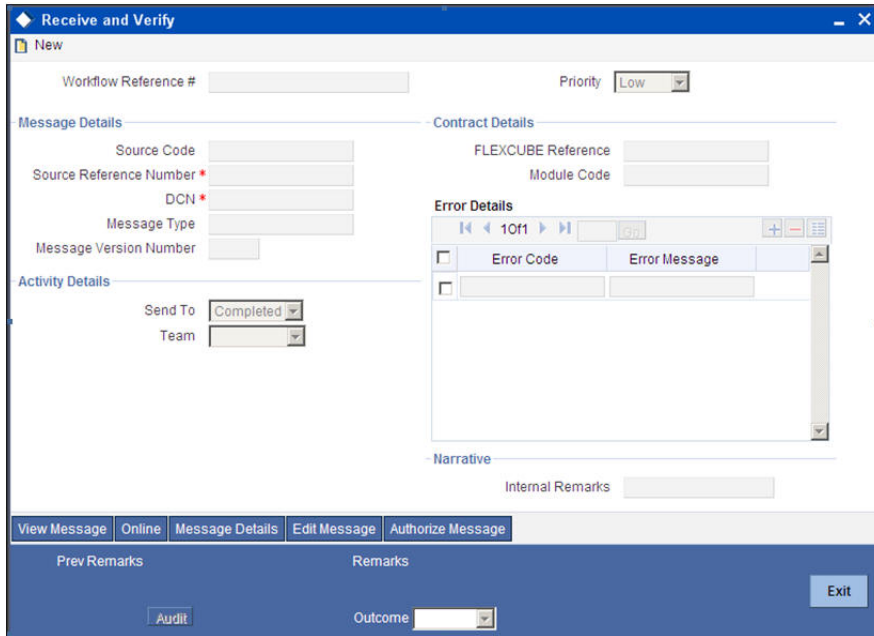 Receive and Verify
New
Workflow Reference #
Priority Low
Message Details
Source Code
Source Reference Number *
DCN *
Message Type
Message Version Number
Activity Details
Send To Completed
Team
Contract Details
FLEXCUBE Reference
Module Code
Error Details
1Of1 Go
Error Code Error Message
Narrative
Internal Remarks
View Message Online Message Details Edit Message Authorize Message
Prev Remarks Remarks
Audit Outcome
Exit